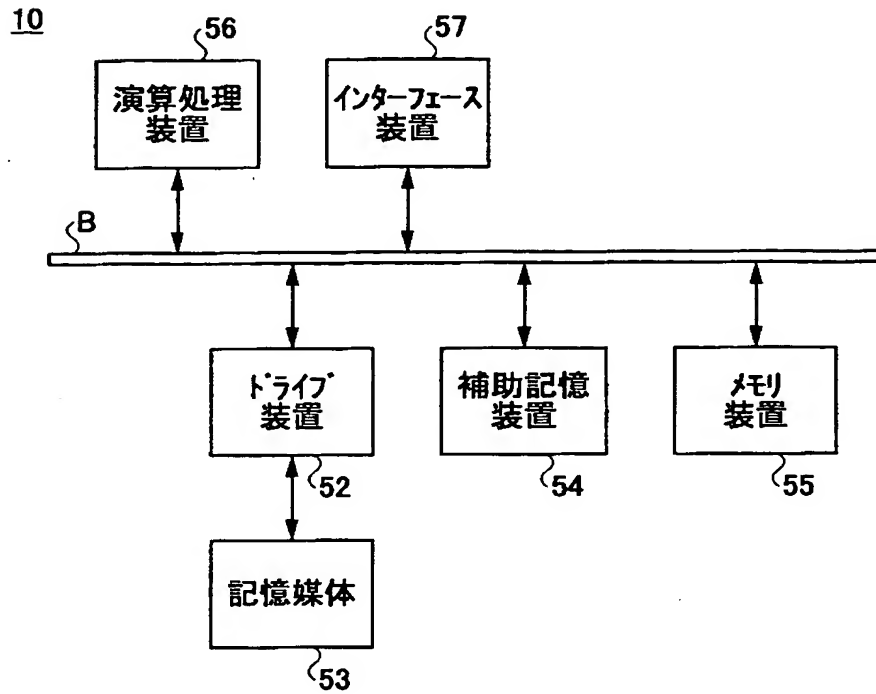 10
56
57
演算処理
装置
インターフェース
装置
B
ドライブ
装置
補助記憶
装置
メモリ
装置
52
54
55
記憶媒体
53